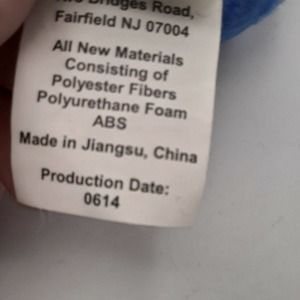 Bridges Road,
Fairfield NJ 07004
All New Materials
Consisting of
Polyester Fibers
Polyurethane Foam
ABS
Made in Jiangsu, China
Production Date:
0614